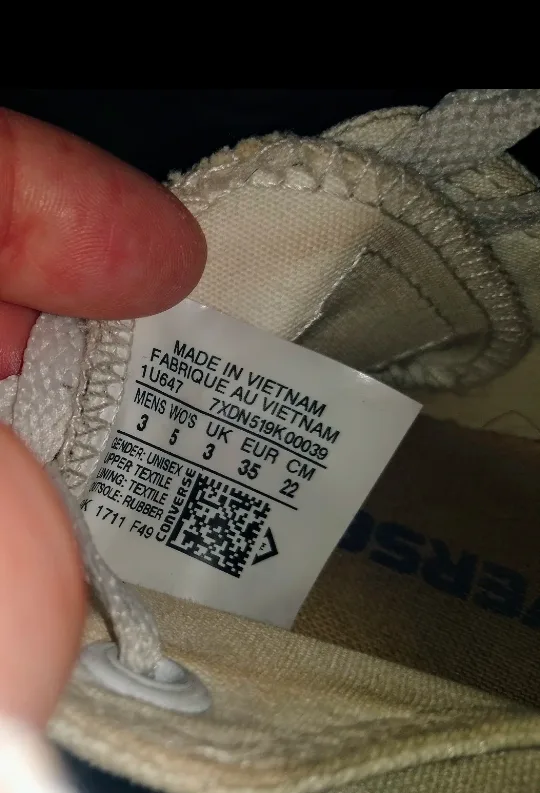 MADE IN VIETNAM
FABRIQUE AU VIETNAM
1U647 7XDN519K00039
MENS WO'S UK EUR CM
3 5 3 35 22
GENDER: UNISEX
UPPER TEXTILE
LINING: TEXTILE
OUTSOLE: RUBBER
1711 F49
CONVERSE